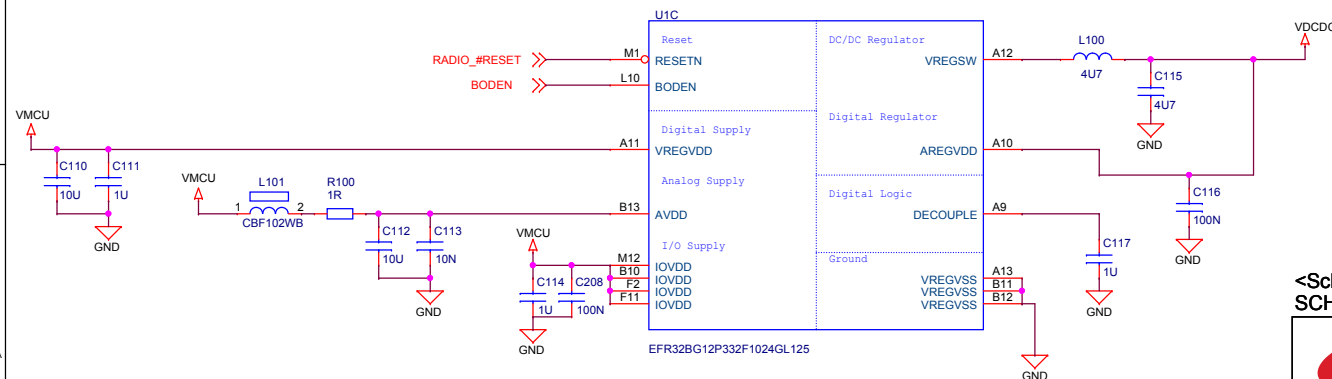 U1C
Reset
DC/DC Regulator
VDCDC
RADIO_#RESET
M1
RESETN
VREGSW
A12
L100
4U7
C115
4U7
GND
BODEN
L10
BODEN
Digital Supply
Digital Regulator
VMCU
A11
VREGVDD
AREGVDD
A10
C110
10U
C111
1U
GND
VMCU
L101
1
2
CBF102WB
R100
1R
Analog Supply
Digital Logic
C116
100N
GND
B13
AVDD
DECOUPLE
A9
C112
10U
C113
10N
GND
I/O Supply
Ground
C117
1U
GND
VMCU
M12
IOVDD
B10
IOVDD
F2
IOVDD
F11
IOVDD
C114
1U
C208
100N
GND
VREGVSS
A13
VREGVSS
B11
VREGVSS
B12
GND
EFR32BG12P332F1024GL125
<Sch
SCH